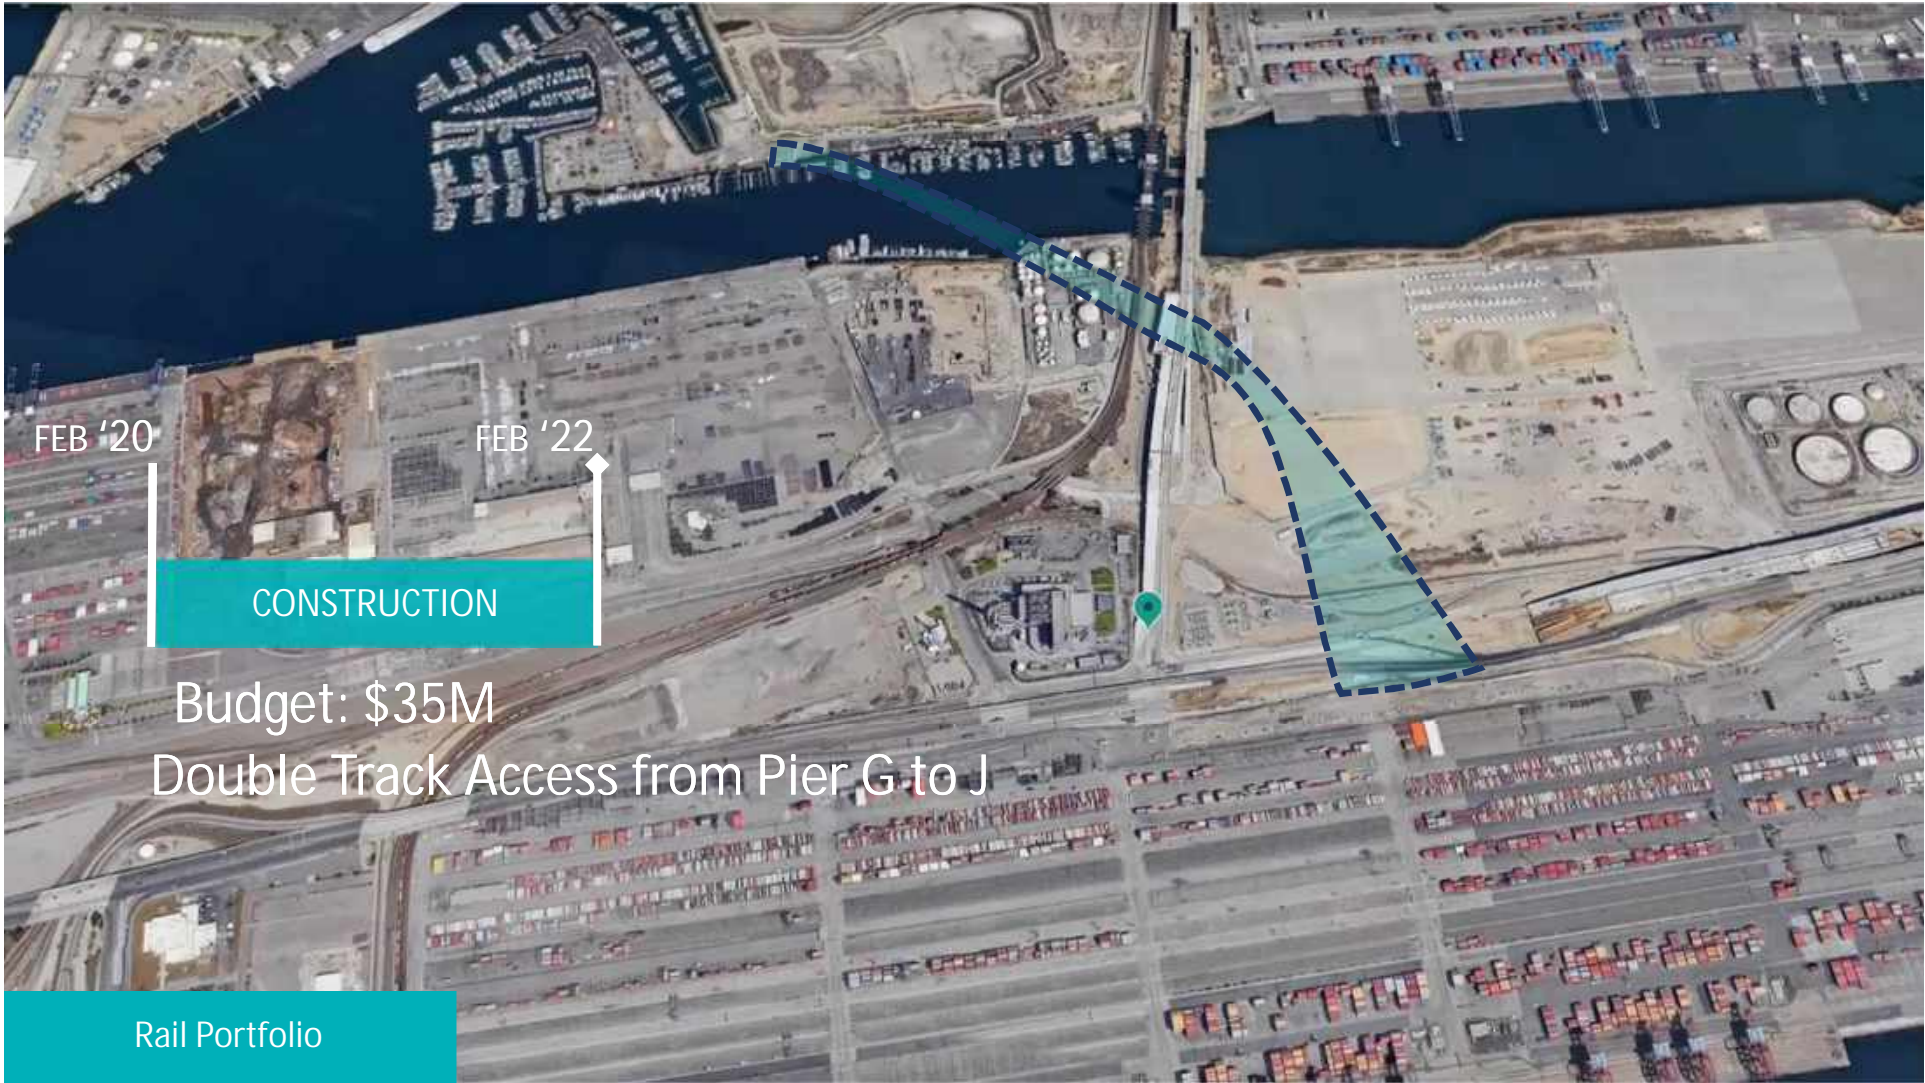 FEB ‘20
FEB ‘22
CONSTRUCTION
Budget: $35M
Double Track Access from Pier G to J
Rail Portfolio